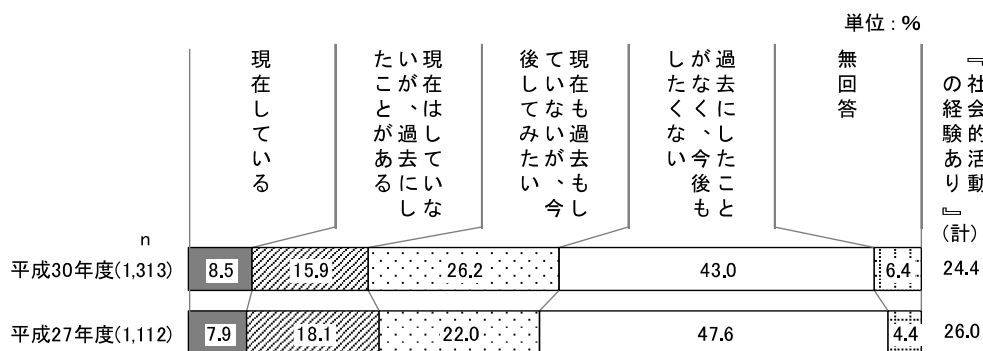 単位：％
現在している
現在はしていな
いが、過去にし
たことがある
現在も過去もし
ていないが、今
後してみたい
過去にしたこと
がなく、今後も
したくない
無回答
『社会的活動
の経験あり』
(計)
n
平成30年度(1,313) 8.5 15.9 26.2 43.0 6.4 24.4
平成27年度(1,112) 7.9 18.1 22.0 47.6 4.4 26.0